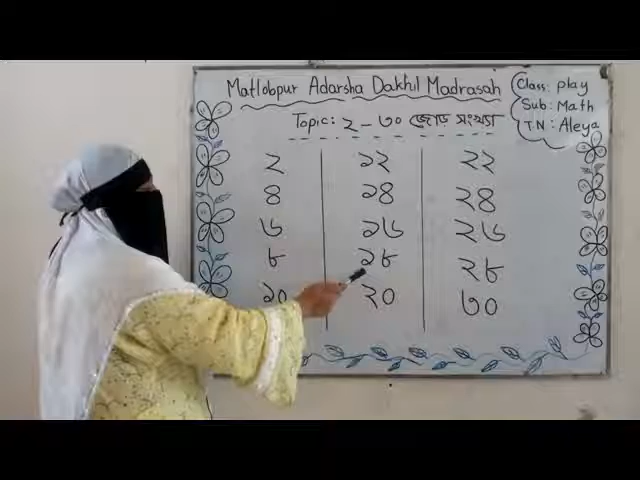 Matlobpur Adarsha Dakhil Madrasah
Class: play
Sub: Math
T.N: Aleya
Topic: ২ - ৩০ জোড় সংখ্যা
২ ১২ ২২
৪ ১৪ ২৪
৬ ১৬ ২৬
৮ ১৮ ২৮
১০ ২০ ৩০